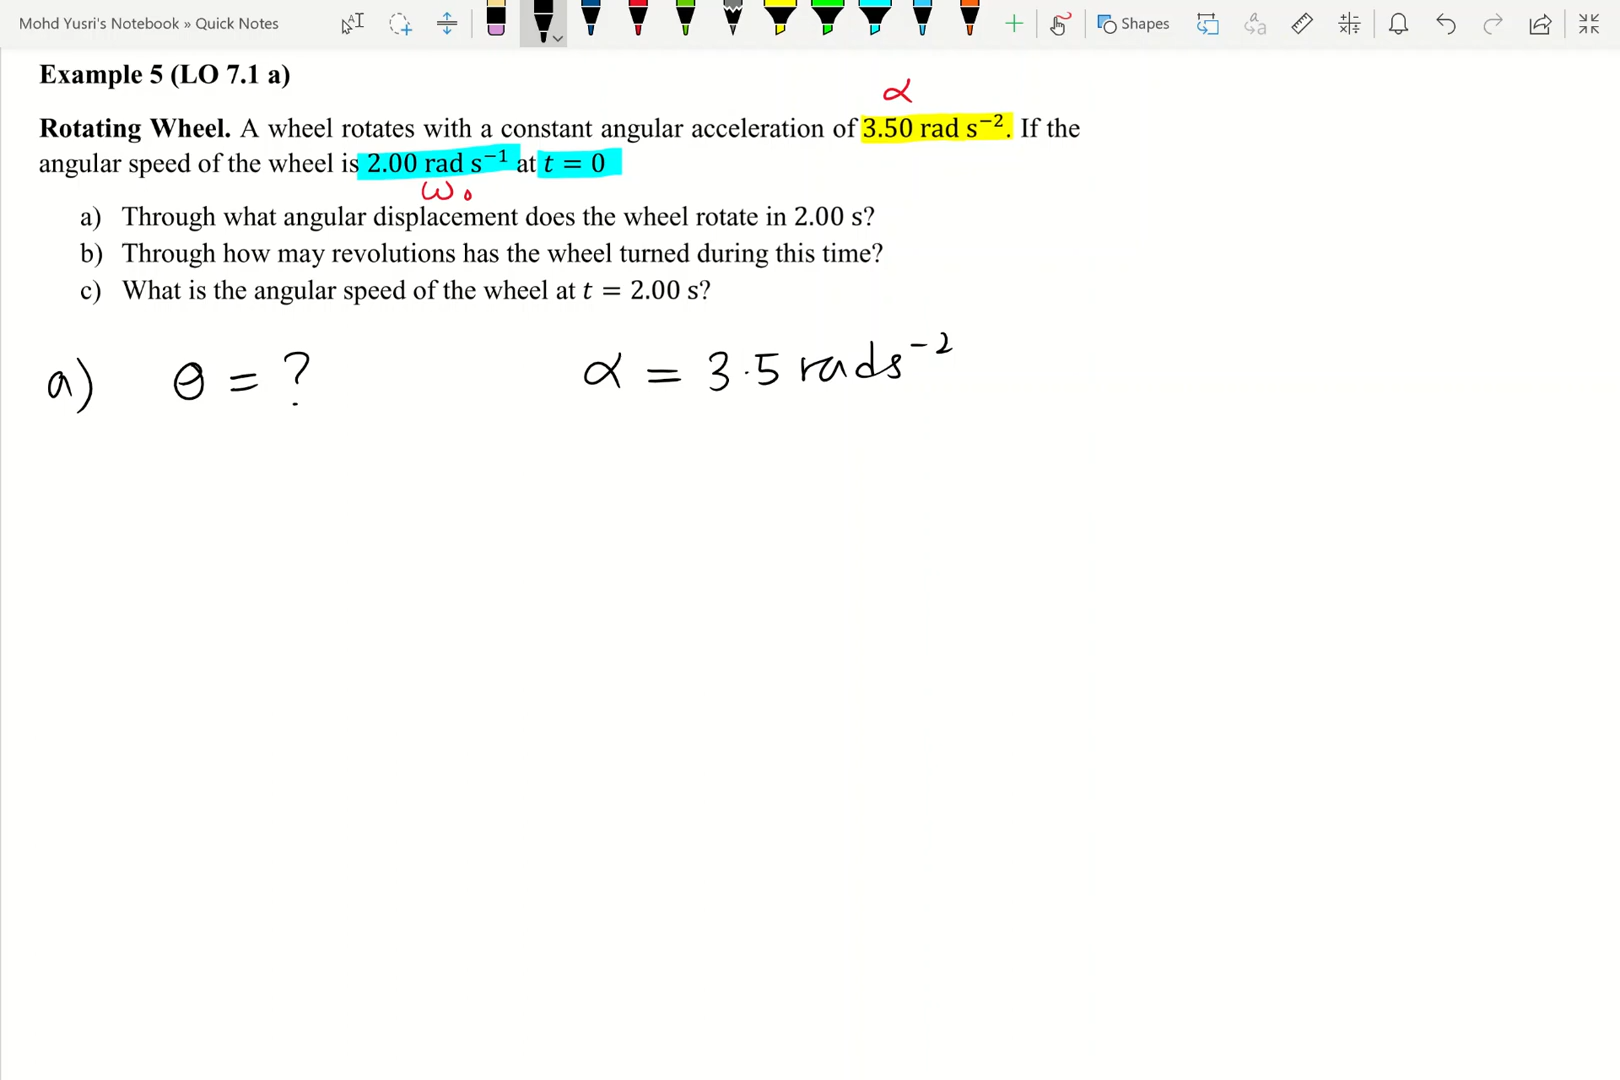 Mohd Yusri's Notebook » Quick Notes
Shapes
Example 5 (LO 7.1 a)
α
Rotating Wheel. A wheel rotates with a constant angular acceleration of 3.50 rad s⁻². If the
angular speed of the wheel is 2.00 rad s⁻¹ at t = 0
ω₀
a) Through what angular displacement does the wheel rotate in 2.00 s?
b) Through how may revolutions has the wheel turned during this time?
c) What is the angular speed of the wheel at t = 2.00 s?
a) θ = ? α = 3.5 rads⁻²